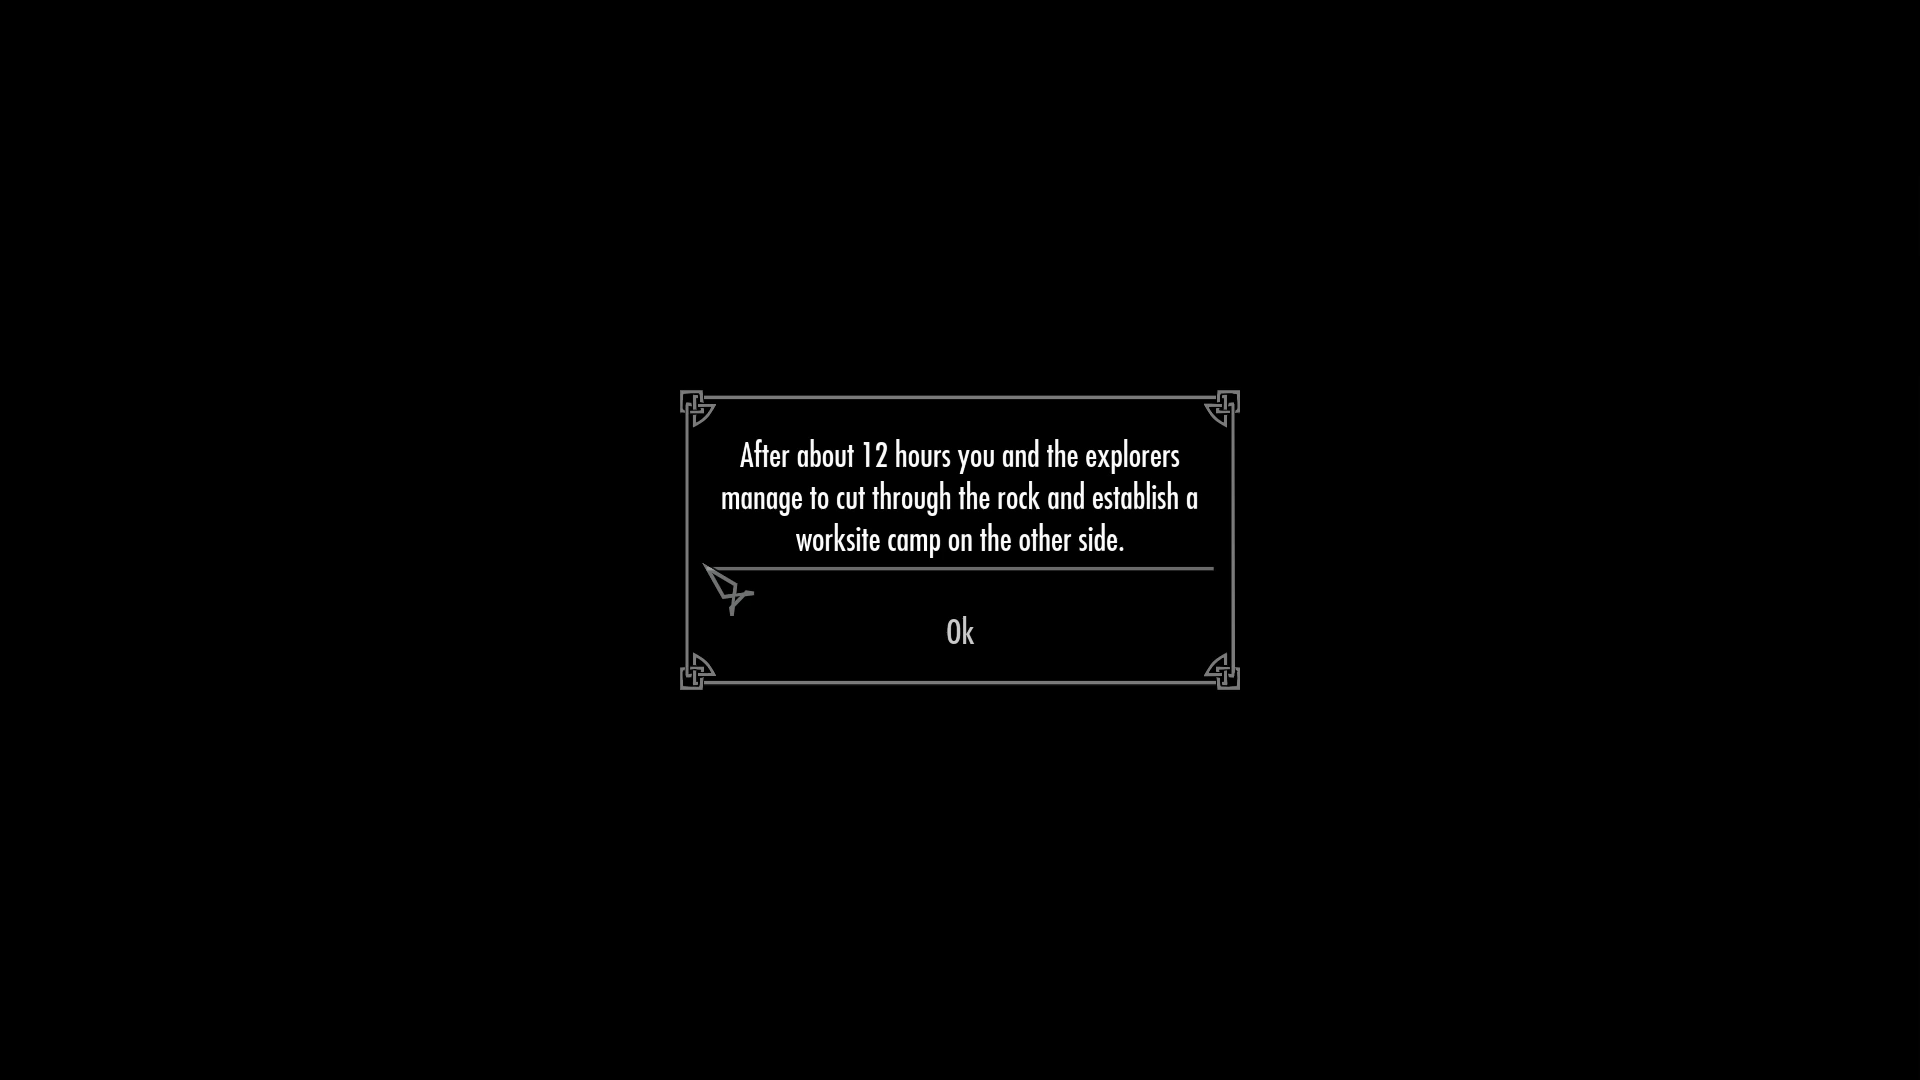 After about 12 hours you and the explorers
manage to cut through the rock and establish a
worksite camp on the other side.
Ok